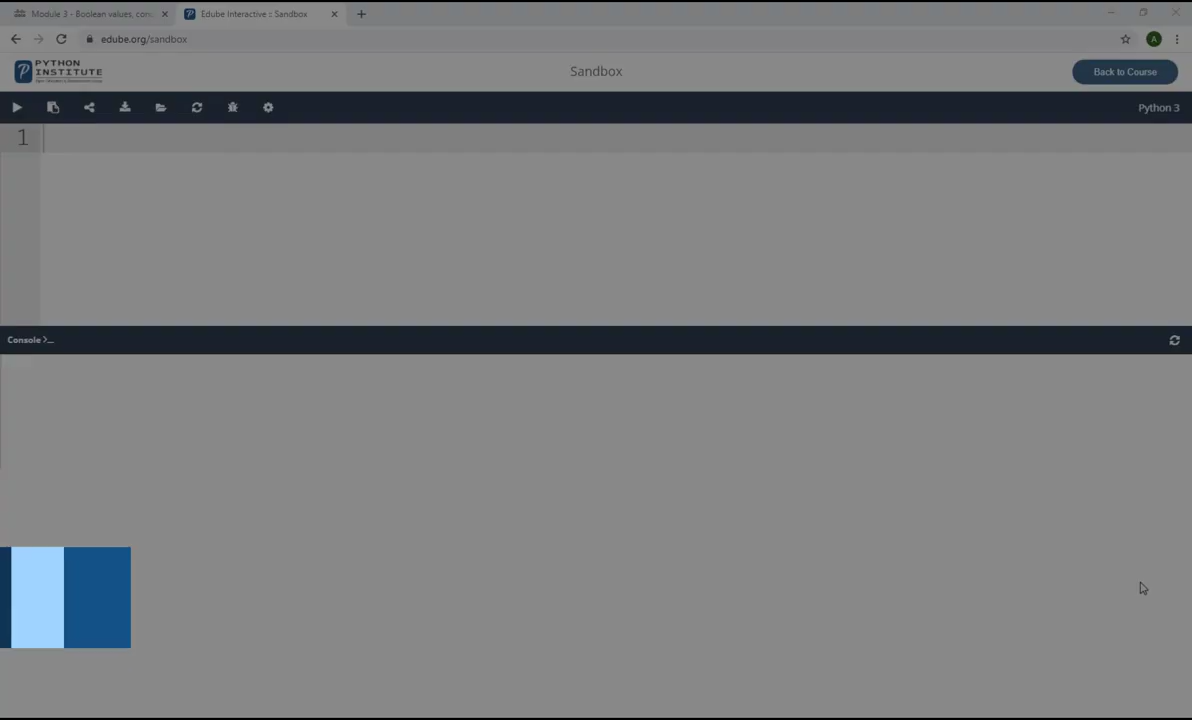 Module 3 - Boolean values, con
Edube Interactive :: Sandbox
edube.org/sandbox
A
PYTHON
INSTITUTE
Sandbox
Back to Course
Python 3
1
Console >_